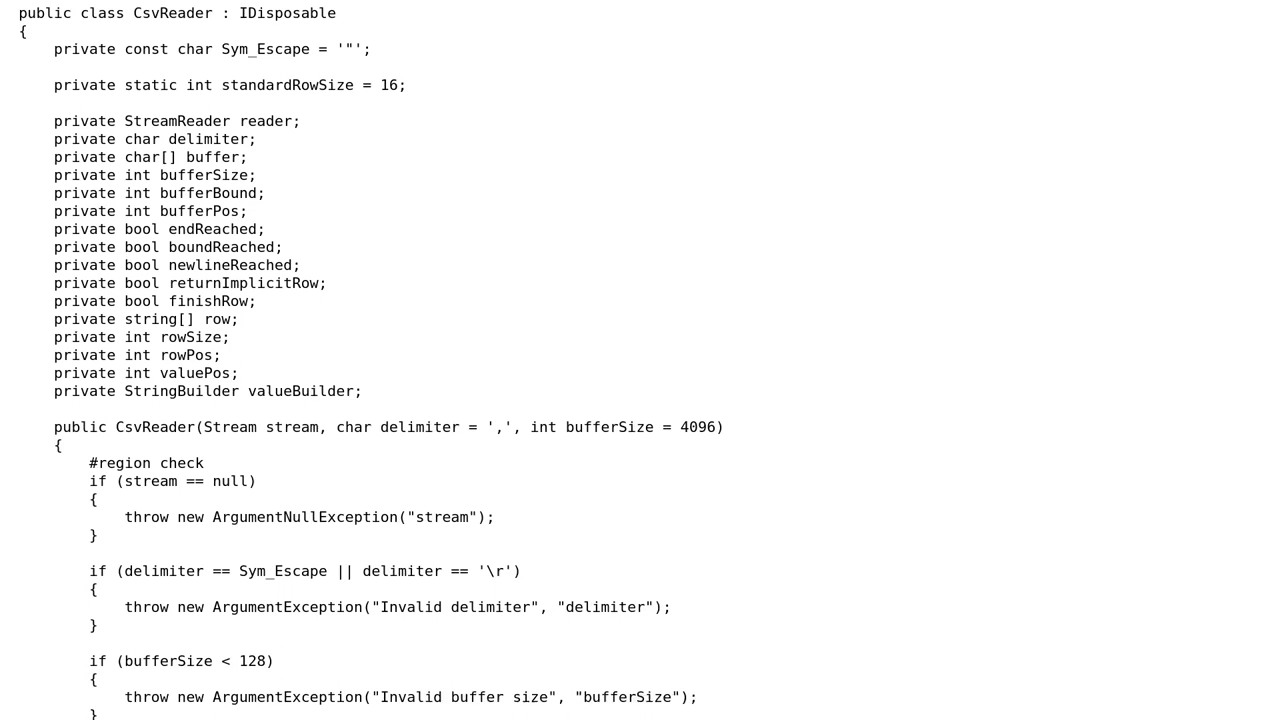 public class CsvReader : IDisposable
{
    private const char Sym_Escape = '"';

    private static int standardRowSize = 16;

    private StreamReader reader;
    private char delimiter;
    private char[] buffer;
    private int bufferSize;
    private int bufferBound;
    private int bufferPos;
    private bool endReached;
    private bool boundReached;
    private bool newlineReached;
    private bool returnImplicitRow;
    private bool finishRow;
    private string[] row;
    private int rowSize;
    private int rowPos;
    private int valuePos;
    private StringBuilder valueBuilder;

    public CsvReader(Stream stream, char delimiter = ',', int bufferSize = 4096)
    {
        #region check
        if (stream == null)
        {
            throw new ArgumentNullException("stream");
        }

        if (delimiter == Sym_Escape || delimiter == '\r')
        {
            throw new ArgumentException("Invalid delimiter", "delimiter");
        }

        if (bufferSize < 128)
        {
            throw new ArgumentException("Invalid buffer size", "bufferSize");
        }